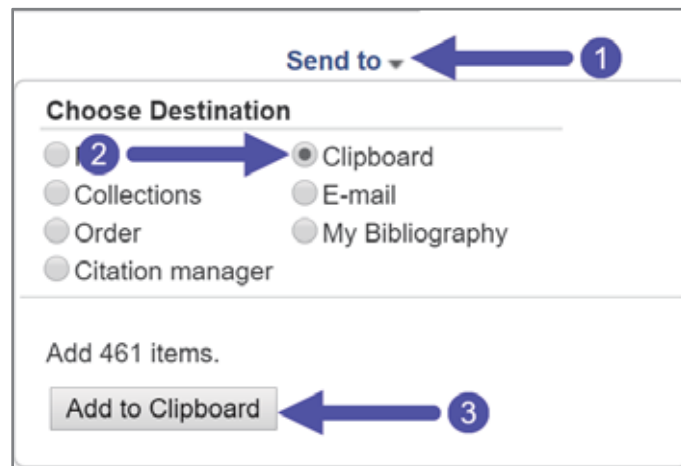 Send to 1
Choose Destination
2 Clipboard
Collections E-mail
Order My Bibliography
Citation manager
Add 461 items.
Add to Clipboard 3